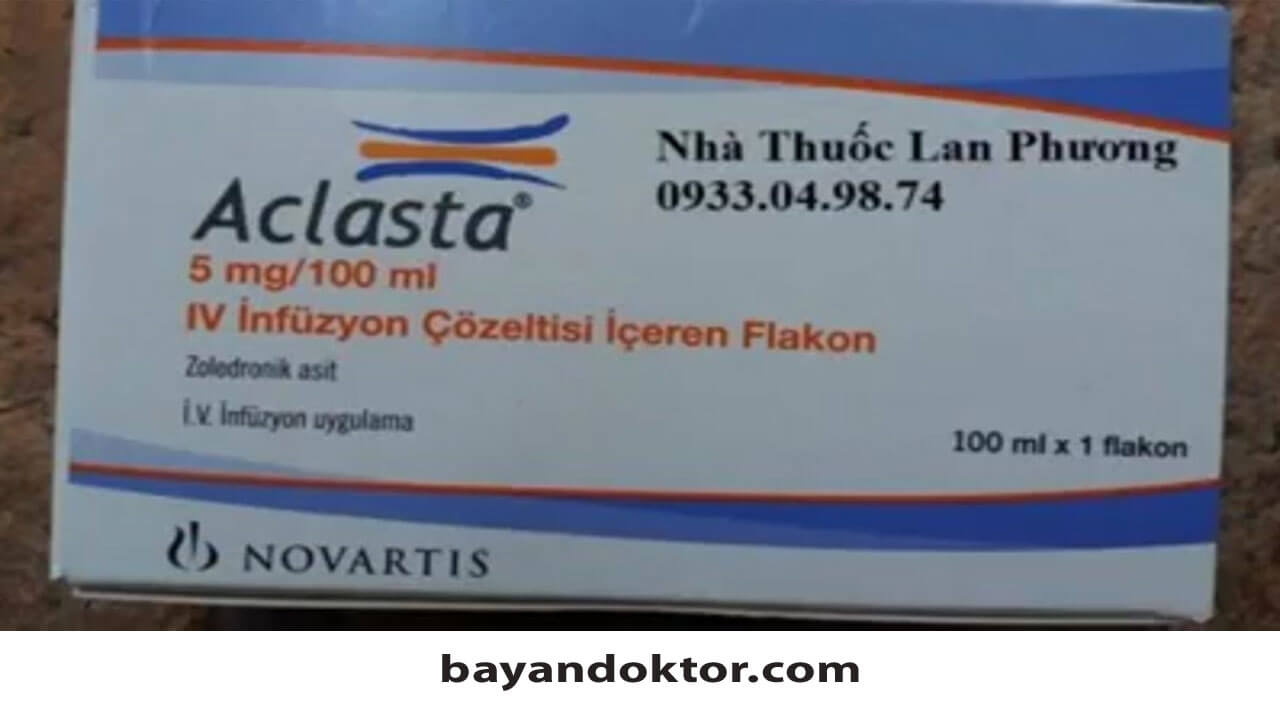 Aclasta®
Nhà Thuốc Lan Phương
0933.04.98.74
5 mg/100 ml
IV İnfüzyon Çözeltisi İçeren Flakon
Zoledronik asit
İ.V. İnfüzyon uygulama
100 ml x 1 flakon
NOVARTIS
bayandoktor.com